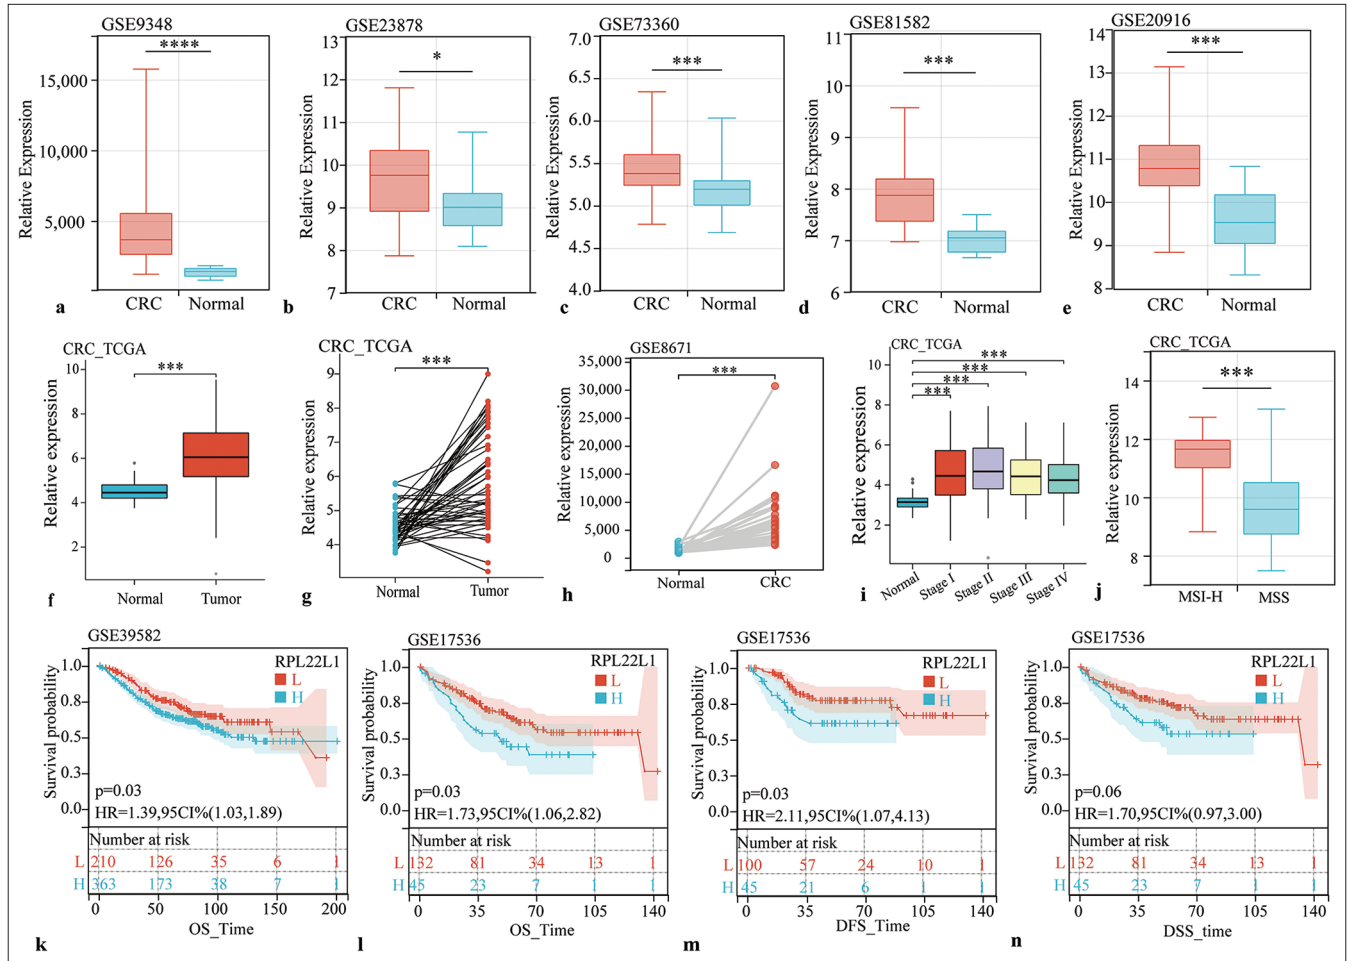 GSE9348
****
Relative Expression
15,000
10,000
5,000
CRC
Normal
a
GSE23878
*
Relative Expression
13
12
11
10
9
8
7
CRC
Normal
b
GSE73360
***
Relative Expression
7.0
6.5
6.0
5.5
5.0
4.5
4.0
CRC
Normal
c
GSE81582
***
Relative Expression
11
10
9
8
7
6
CRC
Normal
d
GSE20916
***
Relative Expression
14
13
12
11
10
9
8
CRC
Normal
e
CRC_TCGA
***
Relative expression
10
8
6
4
2
Normal
Tumor
f
CRC_TCGA
***
Relative expression
9
8
7
6
5
4
Normal
Tumor
g
GSE8671
***
Relative expression
35,000
30,000
25,000
20,000
15,000
10,000
5,000
0
Normal
CRC
h
CRC_TCGA
***
***
***
***
Relative expression
10
8
6
4
2
Normal
Stage I
Stage II
Stage III
Stage IV
i
CRC_TCGA
***
Relative expression
14
12
10
8
MSI-H
MSS
j
GSE39582
RPL22L1
L
H
Survival probability
1.0
0.8
0.5
0.3
0.0
p=0.03
HR=1.39,95CI%(1.03,1.89)
Number at risk
L 210 126 35 6 1
H 363 173 38 7 1
0 50 100 150 200
OS_Time
k
GSE17536
RPL22L1
L
H
Survival probability
1.0
0.8
0.5
0.3
0.0
p=0.03
HR=1.73,95CI%(1.06,2.82)
Number at risk
L 132 81 34 13 1
H 45 23 7 1 1
0 35 70 105 140
OS_Time
l
GSE17536
RPL22L1
L
H
Survival probability
1.0
0.8
0.5
0.3
0.0
p=0.03
HR=2.11,95CI%(1.07,4.13)
Number at risk
L 100 57 24 10 1
H 45 21 6 1 1
0 35 70 105 140
DFS_Time
m
GSE17536
RPL22L1
L
H
Survival probability
1.0
0.8
0.5
0.3
0.0
p=0.06
HR=1.70,95CI%(0.97,3.00)
Number at risk
L 132 81 34 13 1
H 45 23 7 1 1
0 35 70 105 140
DSS_time
n